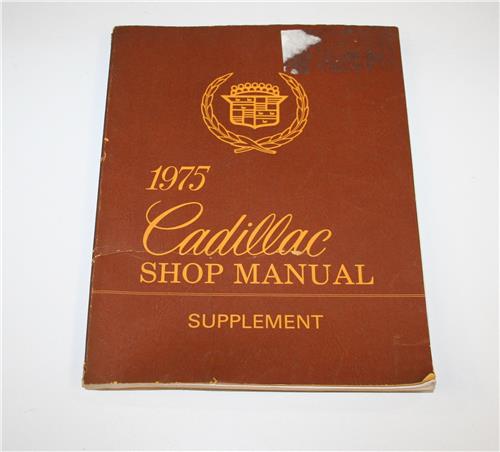 1975
Cadillac
SHOP MANUAL
SUPPLEMENT